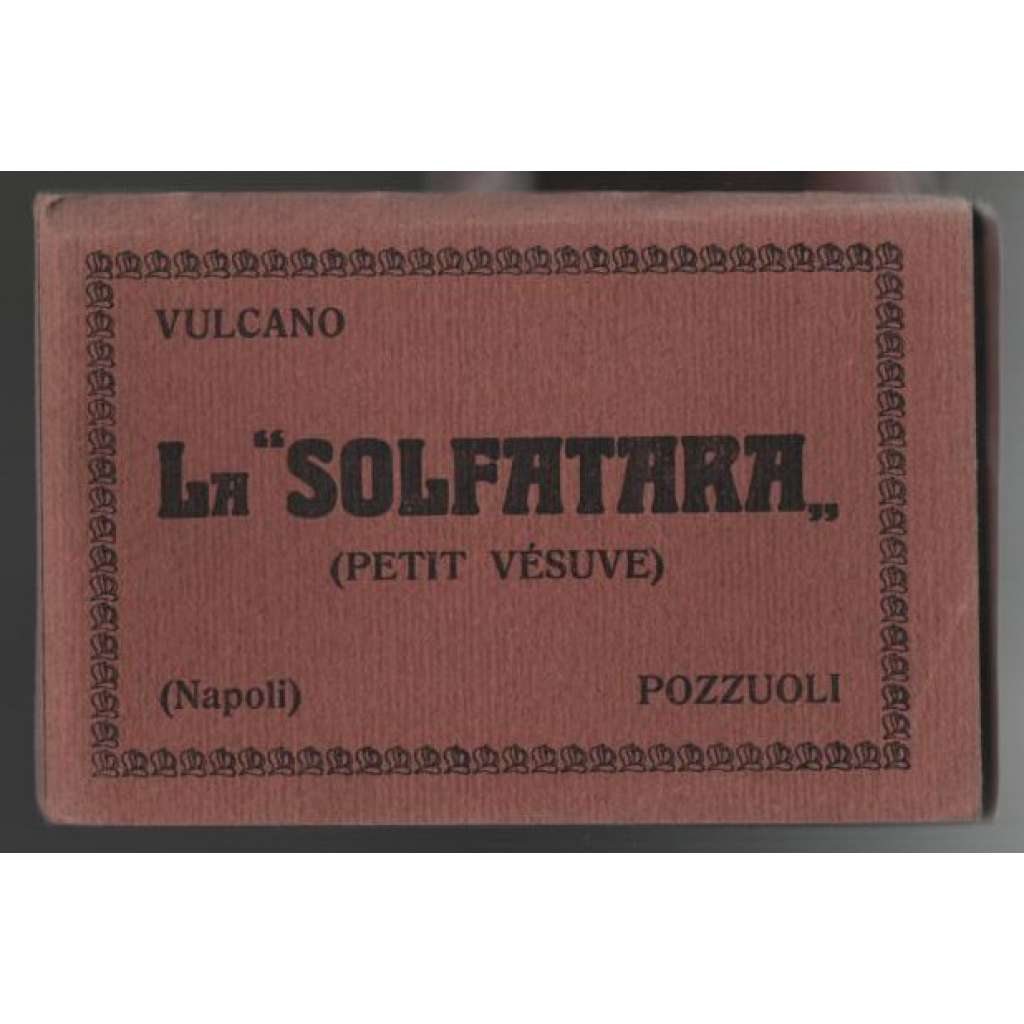 VULCANO
La “SOLFATARA„
(PETIT VÉSUVE)
(Napoli) POZZUOLI